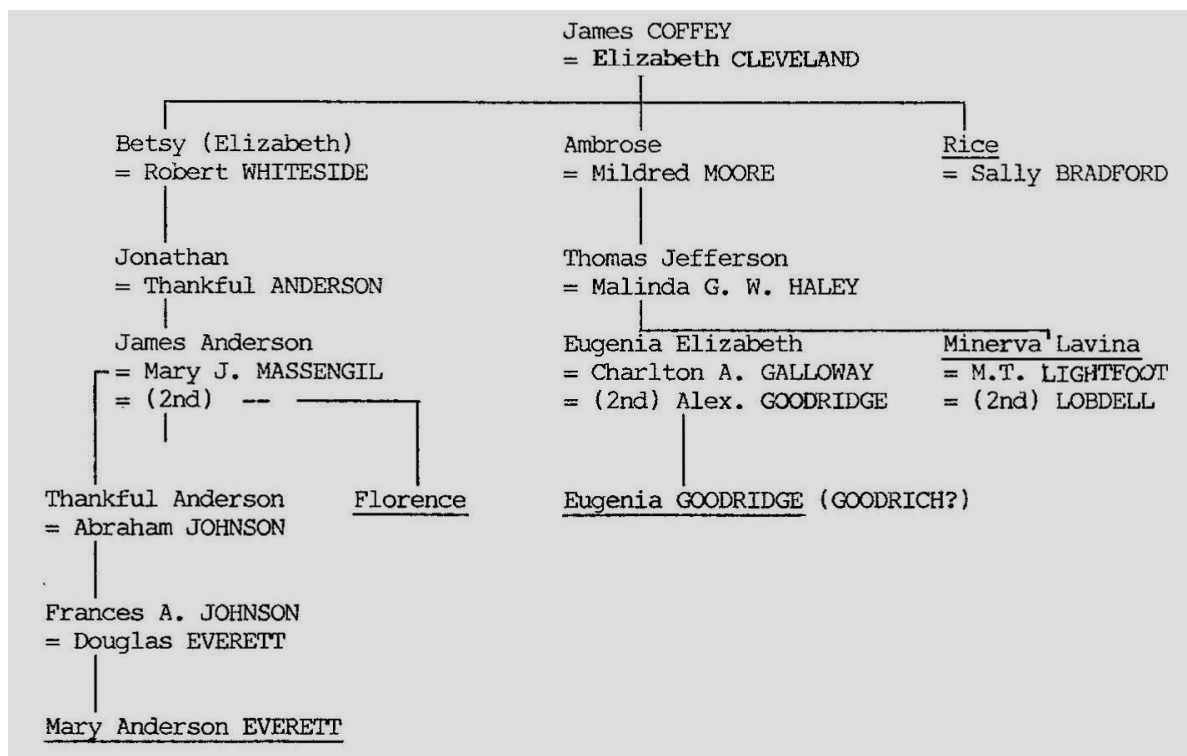 James COFFEY
= Elizabeth CLEVELAND
Betsy (Elizabeth)
= Robert WHITESIDE
Ambrose
= Mildred MOORE
Rice
= Sally BRADFORD
Jonathan
= Thankful ANDERSON
Thomas Jefferson
= Malinda G. W. HALEY
James Anderson
= Mary J. MASSENGIL
= (2nd) --
Eugenia Elizabeth
= Charlton A. GALLOWAY
= (2nd) Alex. GOODRIDGE
Minerva Lavina
= M.T. LIGHTFOOT
= (2nd) LOBDELL
Thankful Anderson
= Abraham JOHNSON
Florence
Eugenia GOODRIDGE (GOODRICH?)
Frances A. JOHNSON
= Douglas EVERETT
Mary Anderson EVERETT